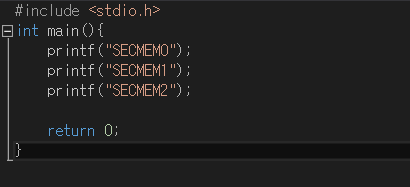 #include <stdio.h>
int main(){
printf("SECMEM0");
printf("SECMEM1");
printf("SECMEM2");
return 0;
}